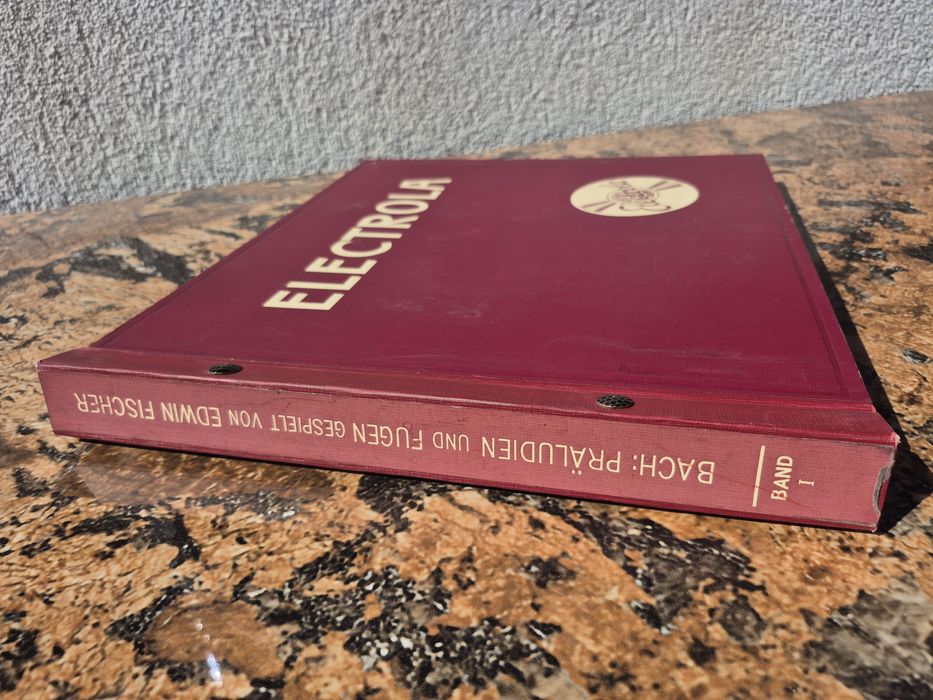 ELECTROLA
BACH: PRÄLUDIEN UND FUGEN GESPIELT VON EDWIN FISCHER
BAND
I